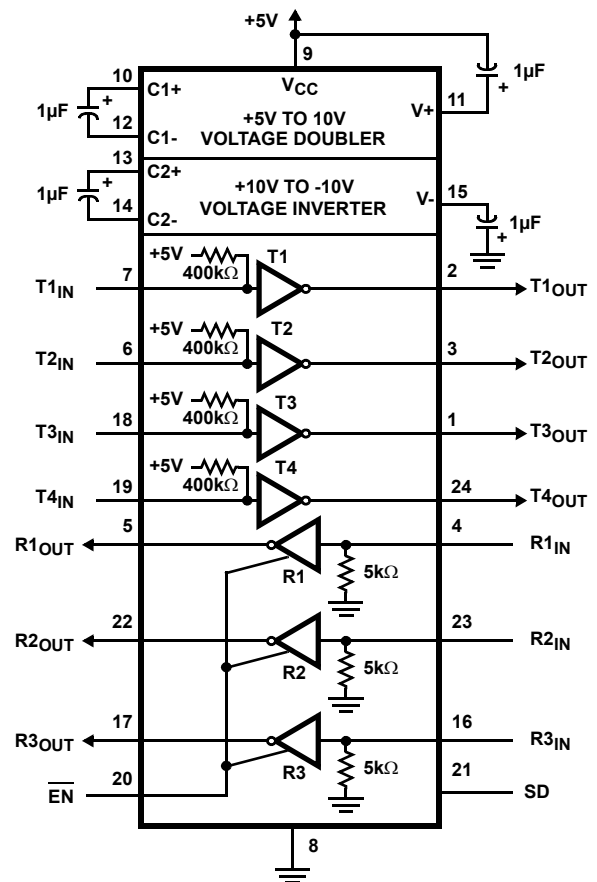 +5V
9
10
C1+
VCC
1µF
1µF
+
+
11
V+
12
C1-
+5V TO 10V
VOLTAGE DOUBLER
13
C2+
1µF
+
+10V TO -10V
VOLTAGE INVERTER
15
V-
14
C2-
1µF
+
+5V
400kΩ
T1
T1IN
7
2
T1OUT
+5V
400kΩ
T2
T2IN
6
3
T2OUT
+5V
400kΩ
T3
T3IN
18
1
T3OUT
+5V
400kΩ
T4
T4IN
19
24
T4OUT
R1OUT
5
4
R1IN
R1
5kΩ
R2OUT
22
23
R2IN
R2
5kΩ
R3OUT
17
16
R3IN
R3
5kΩ
EN
20
21
SD
8